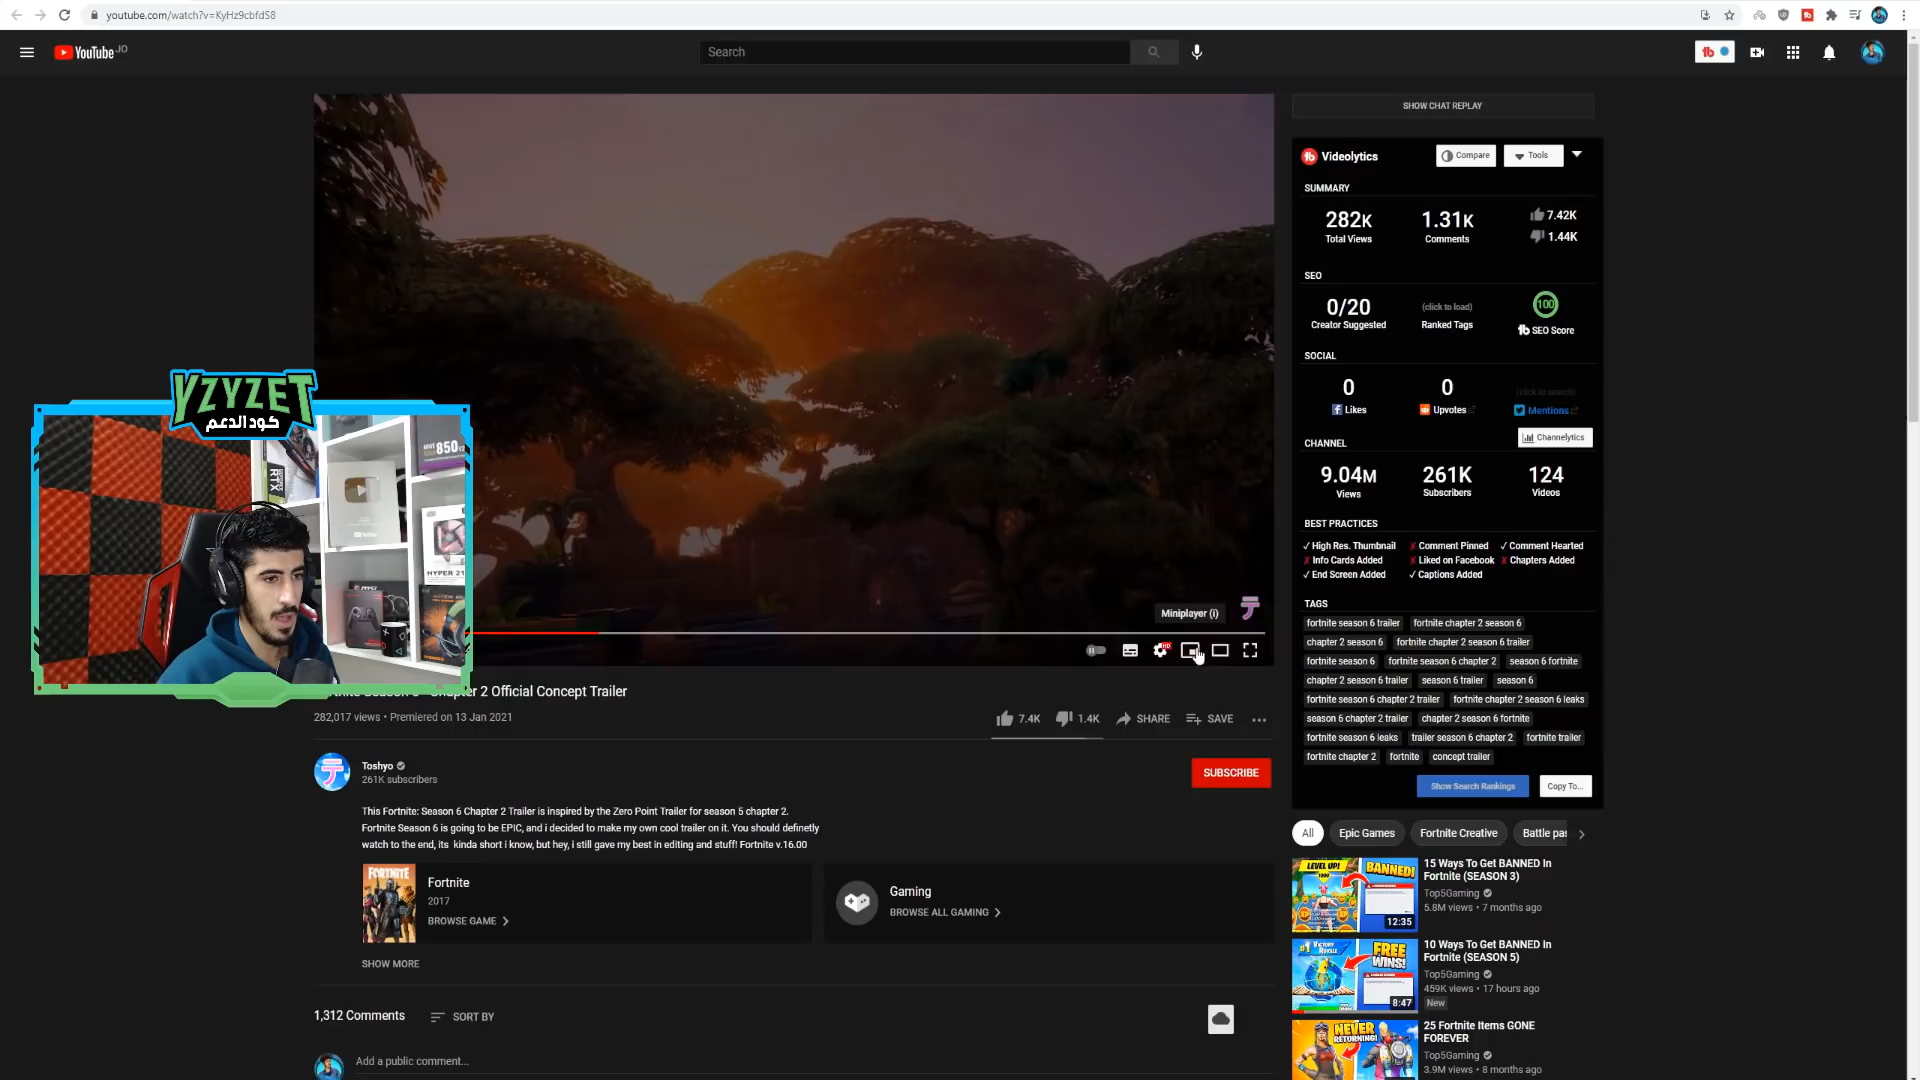 youtube.com/watch?v=KyHz9cbfdS8
YouTube JO
Search
SHOW CHAT REPLAY
Videolytics
Compare
Tools
SUMMARY
282K
Total Views
1.31K
Comments
7.42K
1.44K
SEO
0/20
Creator Suggested
(click to load)
Ranked Tags
100
SEO Score
SOCIAL
0
Likes
0
Upvotes
(click to search)
Mentions
CHANNEL
Channelytics
9.04M
Views
261K
Subscribers
124
Videos
BEST PRACTICES
✓ High Res. Thumbnail
✗ Comment Pinned
✓ Comment Hearted
✗ Info Cards Added
✗ Liked on Facebook
✗ Chapters Added
✓ End Screen Added
✓ Captions Added
TAGS
fortnite season 6 trailer
fortnite chapter 2 season 6
chapter 2 season 6
fortnite chapter 2 season 6 trailer
fortnite season 6
fortnite season 6 chapter 2
season 6 fortnite
chapter 2 season 6 trailer
season 6 trailer
season 6
fortnite season 6 chapter 2 trailer
fortnite chapter 2 season 6 leaks
season 6 chapter 2 trailer
chapter 2 season 6 fortnite
fortnite season 6 leaks
trailer season 6 chapter 2
fortnite trailer
fortnite chapter 2
fortnite
concept trailer
Show Search Rankings
Copy To...
YZYZET
كود الدعم
850
HYPER 21
RTX
Miniplayer (i)
HD
2 Official Concept Trailer
282,017 views • Premiered on 13 Jan 2021
7.4K
1.4K
SHARE
SAVE
Toshyo
261K subscribers
SUBSCRIBE
This Fortnite: Season 6 Chapter 2 Trailer is inspired by the Zero Point Trailer for season 5 chapter 2.
Fortnite Season 6 is going to be EPIC, and i decided to make my own cool trailer on it. You should definetly
watch to the end, its kinda short i know, but hey, i still gave my best in editing and stuff! Fortnite v.16.00
FORTNITE
Fortnite
2017
BROWSE GAME
Gaming
BROWSE ALL GAMING
SHOW MORE
1,312 Comments
SORT BY
Add a public comment...
All
Epic Games
Fortnite Creative
Battle pas
LEVEL UP!
BANNED!
12:35
15 Ways To Get BANNED In
Fortnite (SEASON 3)
Top5Gaming
5.8M views • 7 months ago
#1 VICTORY
ROYALE
FREE
WINS!
8:47
10 Ways To Get BANNED In
Fortnite (SEASON 5)
Top5Gaming
459K views • 17 hours ago
New
NEVER
RETURNING!
25 Fortnite Items GONE
FOREVER
Top5Gaming
3.9M views • 8 months ago